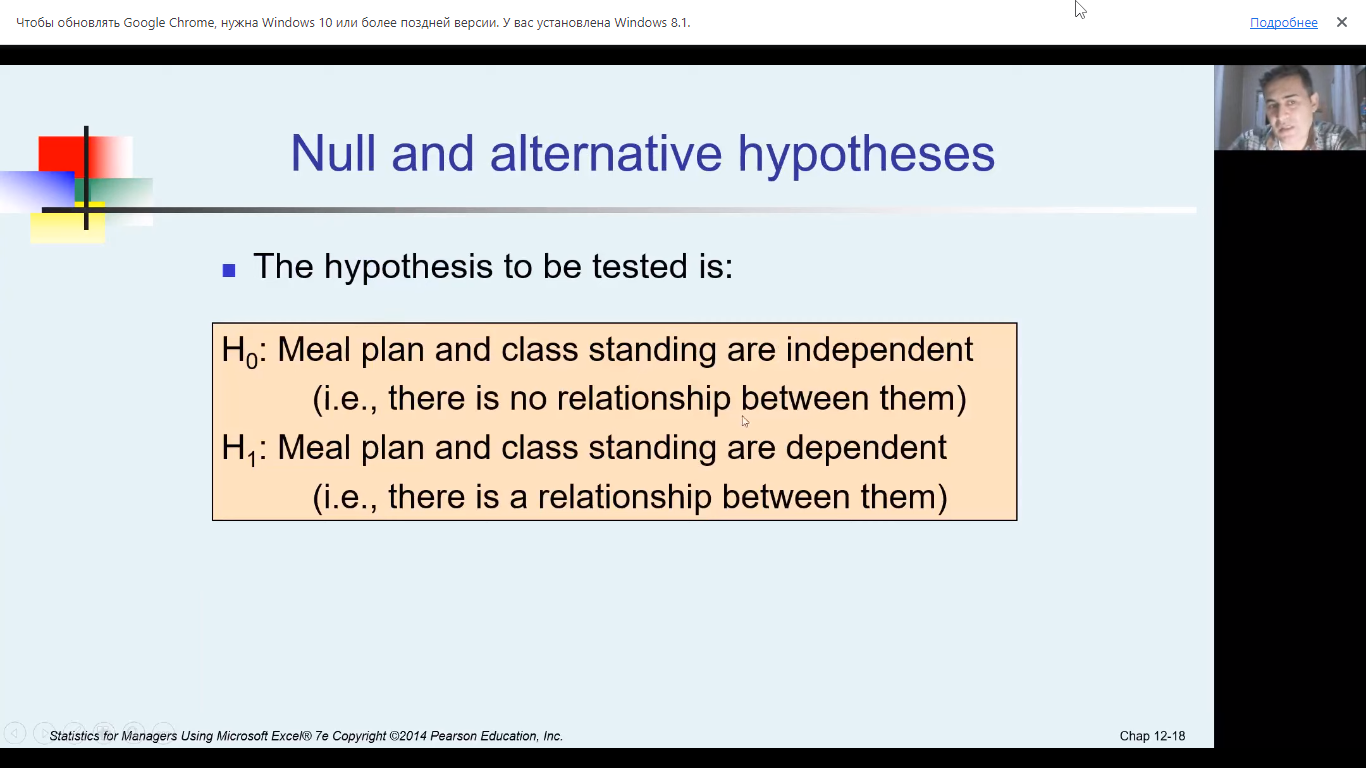 Чтобы обновлять Google Chrome, нужна Windows 10 или более поздней версии. У вас установлена Windows 8.1.
Подробнее
Null and alternative hypotheses
The hypothesis to be tested is:
H0: Meal plan and class standing are independent
(i.e., there is no relationship between them)
H1: Meal plan and class standing are dependent
(i.e., there is a relationship between them)
Statistics for Managers Using Microsoft Excel® 7e Copyright ©2014 Pearson Education, Inc.
Chap 12-18